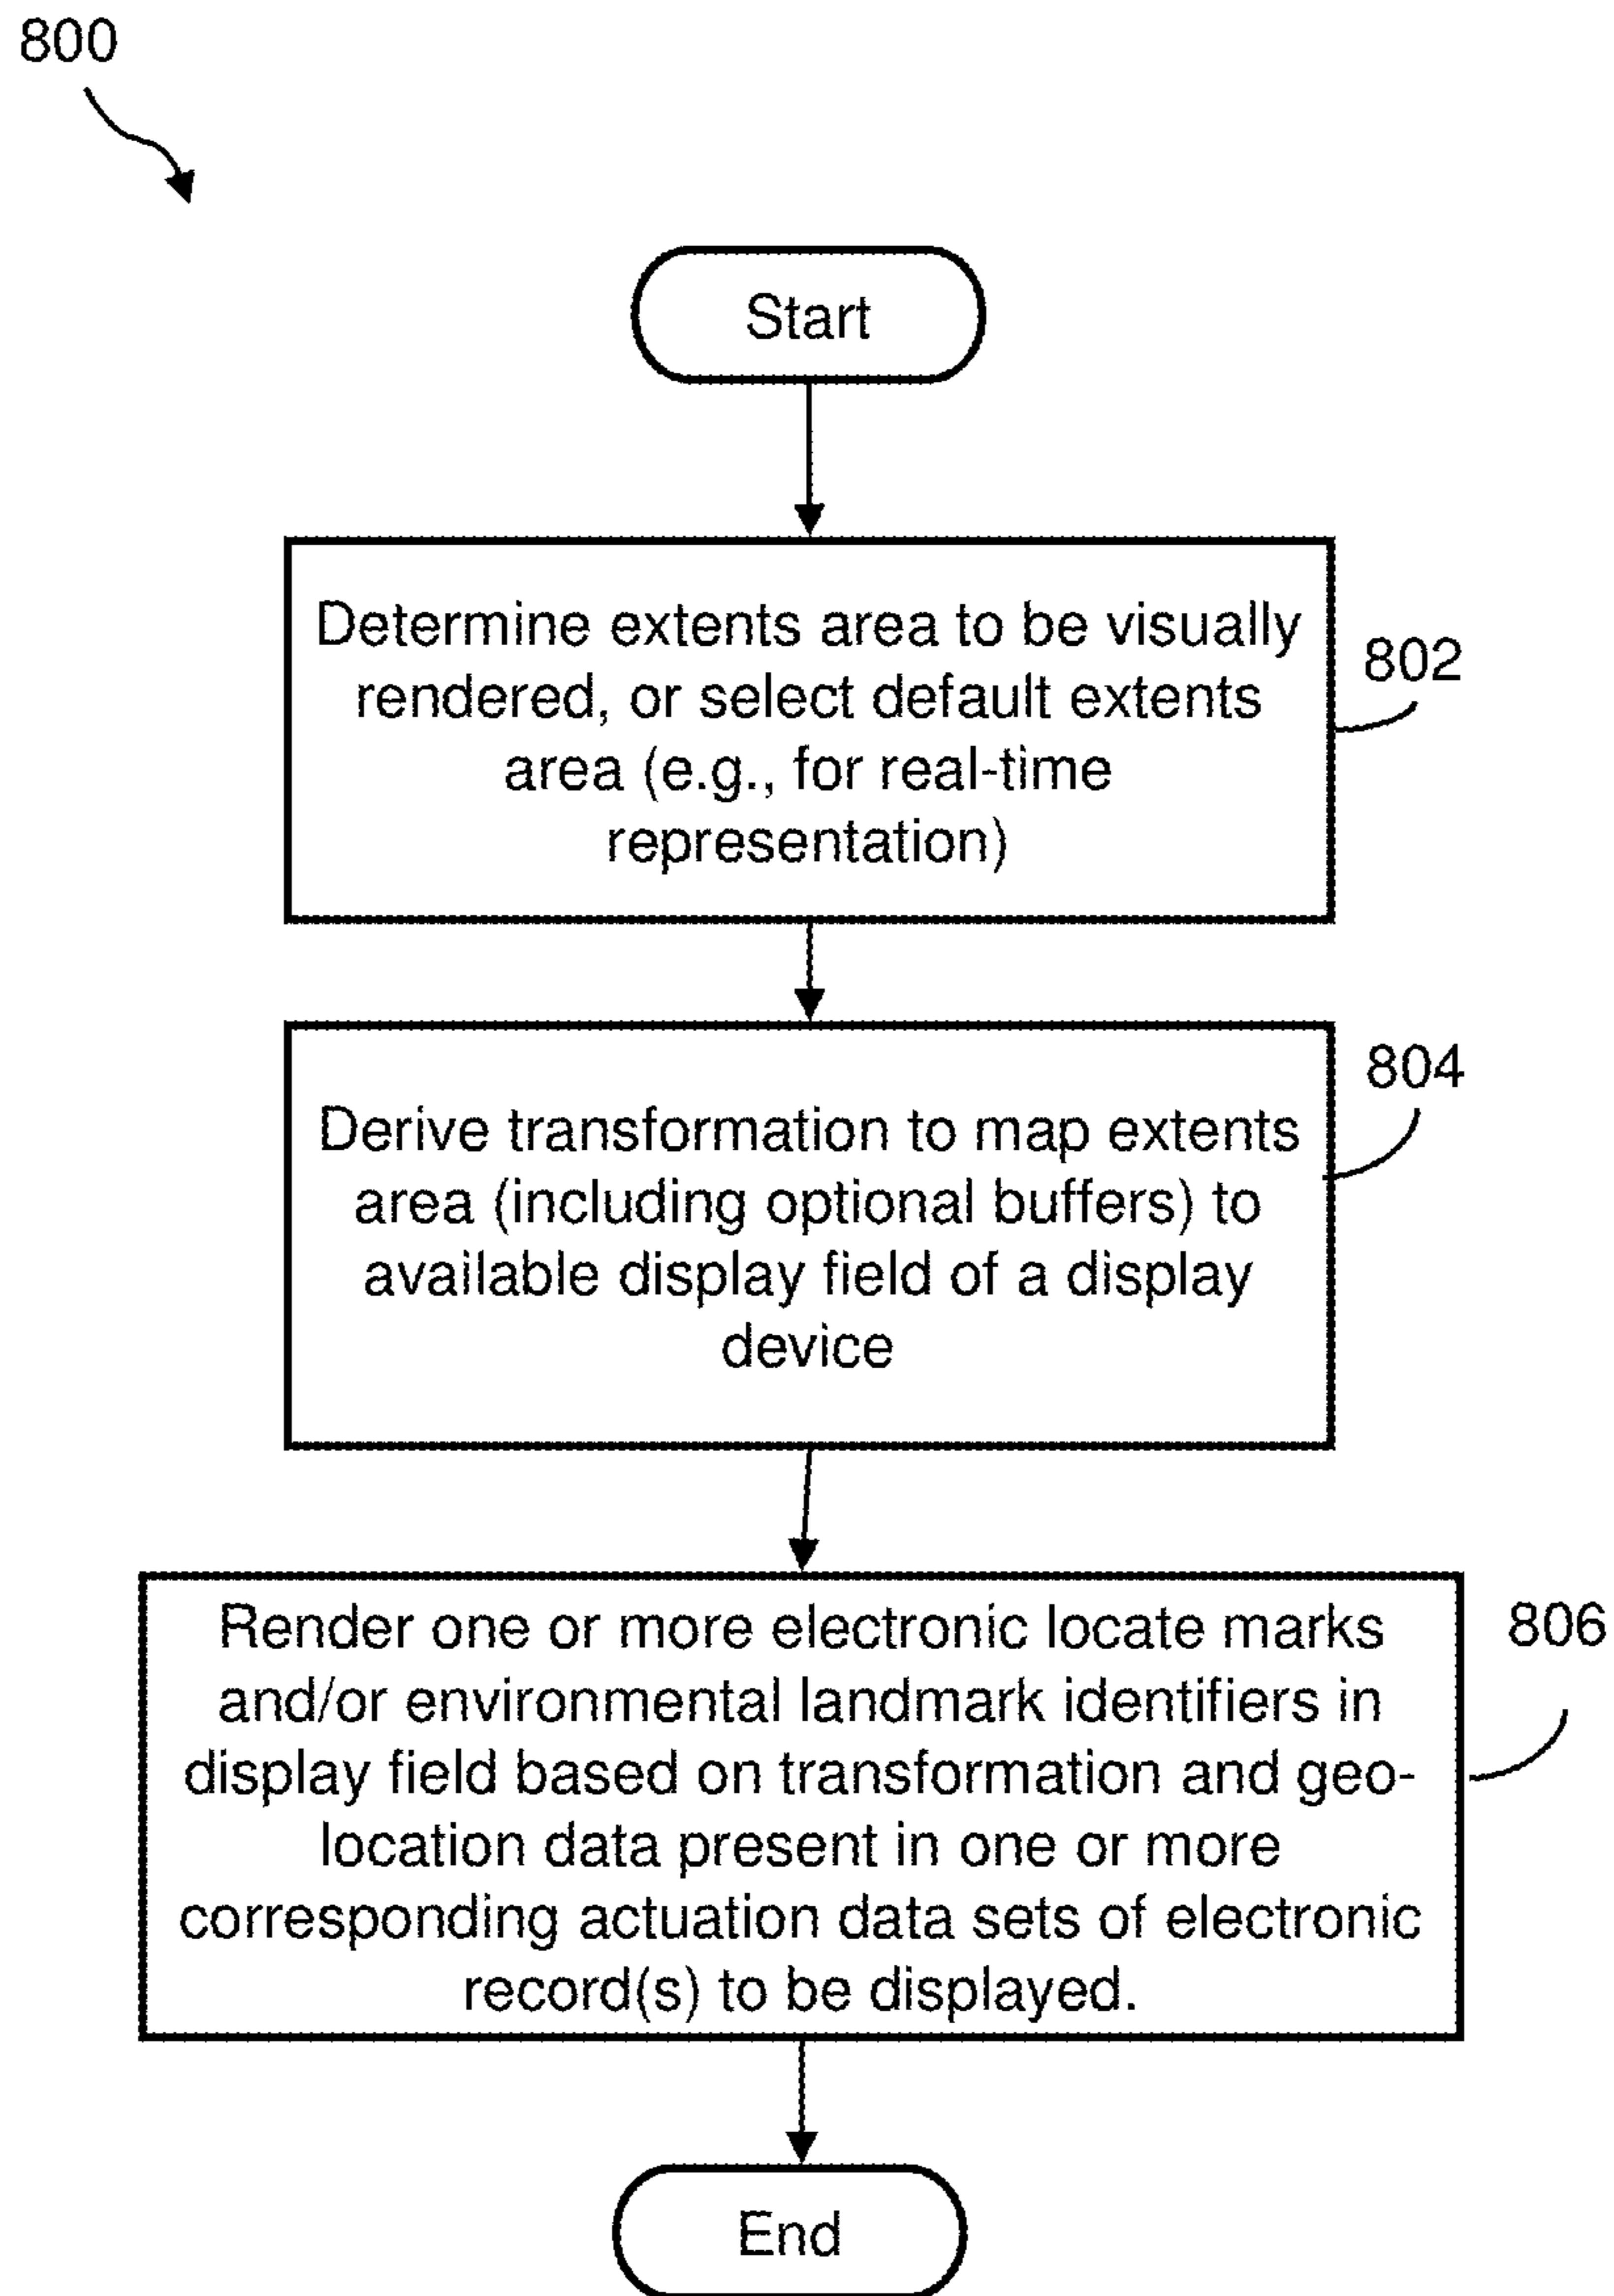 800
Start
Determine extents area to be visually
rendered, or select default extents
area (e.g., for real-time
representation)
802
Derive transformation to map extents
area (including optional buffers) to
available display field of a display
device
804
Render one or more electronic locate marks
and/or environmental landmark identifiers in
display field based on transformation and geo-
location data present in one or more
corresponding actuation data sets of electronic
record(s) to be displayed.
806
End